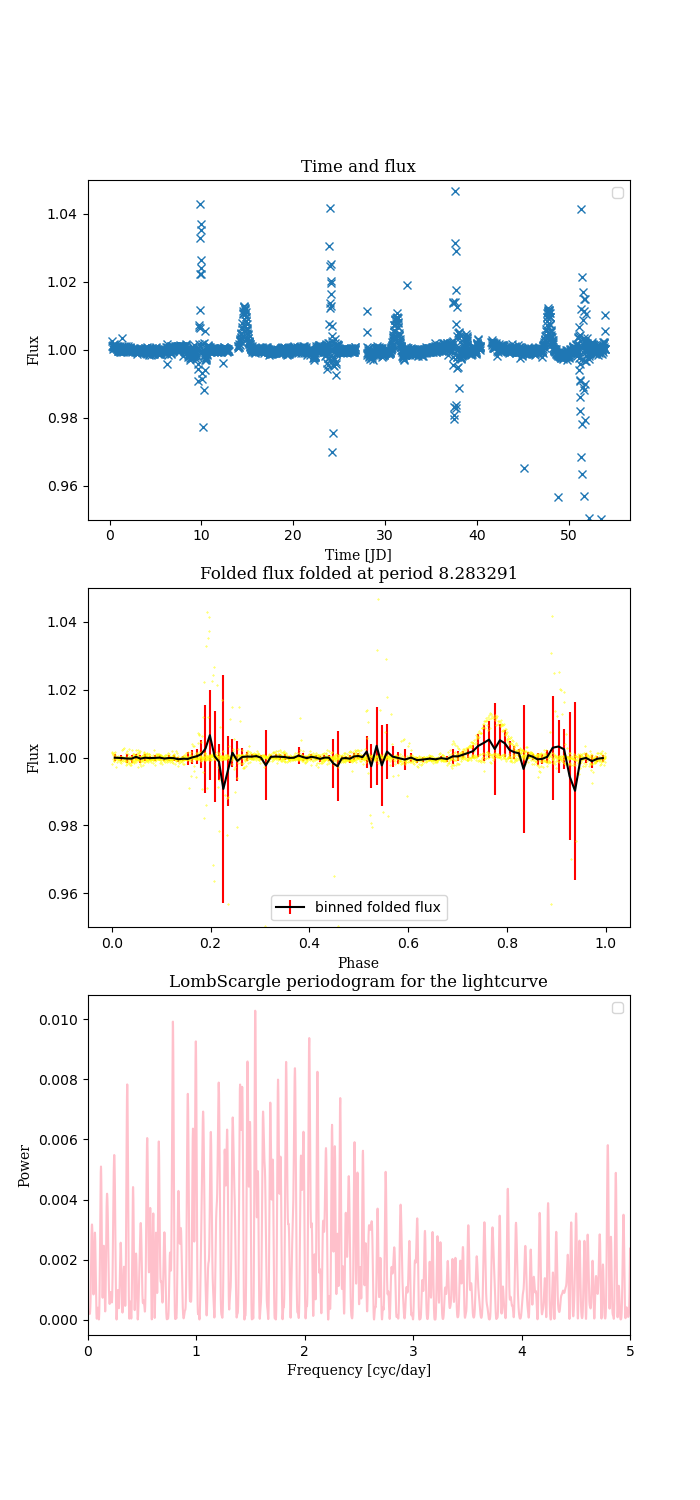 Time and flux
1.04
1.02
1.00
0.98
0.96
Flux
0 10 20 30 40 50
Time [JD]
Folded flux folded at period 8.283291
1.04
1.02
1.00
0.98
0.96
Flux
binned folded flux
0.0 0.2 0.4 0.6 0.8 1.0
Phase
LombScargle periodogram for the lightcurve
0.010
0.008
0.006
0.004
0.002
0.000
Power
0 1 2 3 4 5
Frequency [cyc/day]